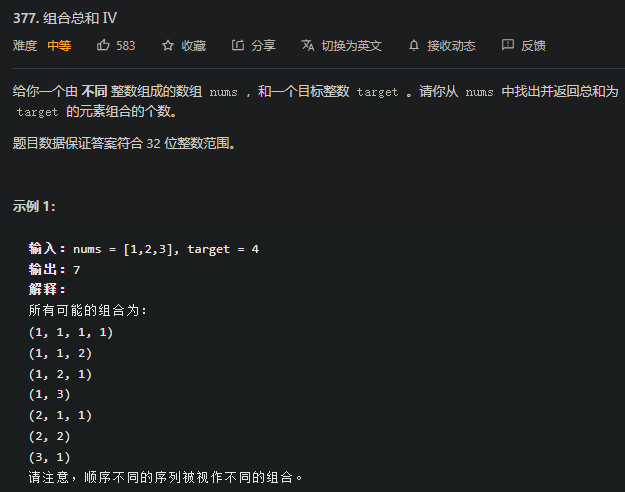 377. 组合总和 Ⅳ
难度 中等 583 收藏 分享 切换为英文 接收动态 反馈
给你一个由 不同 整数组成的数组 nums ，和一个目标整数 target 。请你从 nums 中找出并返回总和为
target 的元素组合的个数。
题目数据保证答案符合 32 位整数范围。
示例 1：
输入：nums = [1,2,3], target = 4
输出：7
解释：
所有可能的组合为：
(1, 1, 1, 1)
(1, 1, 2)
(1, 2, 1)
(1, 3)
(2, 1, 1)
(2, 2)
(3, 1)
请注意，顺序不同的序列被视作不同的组合。